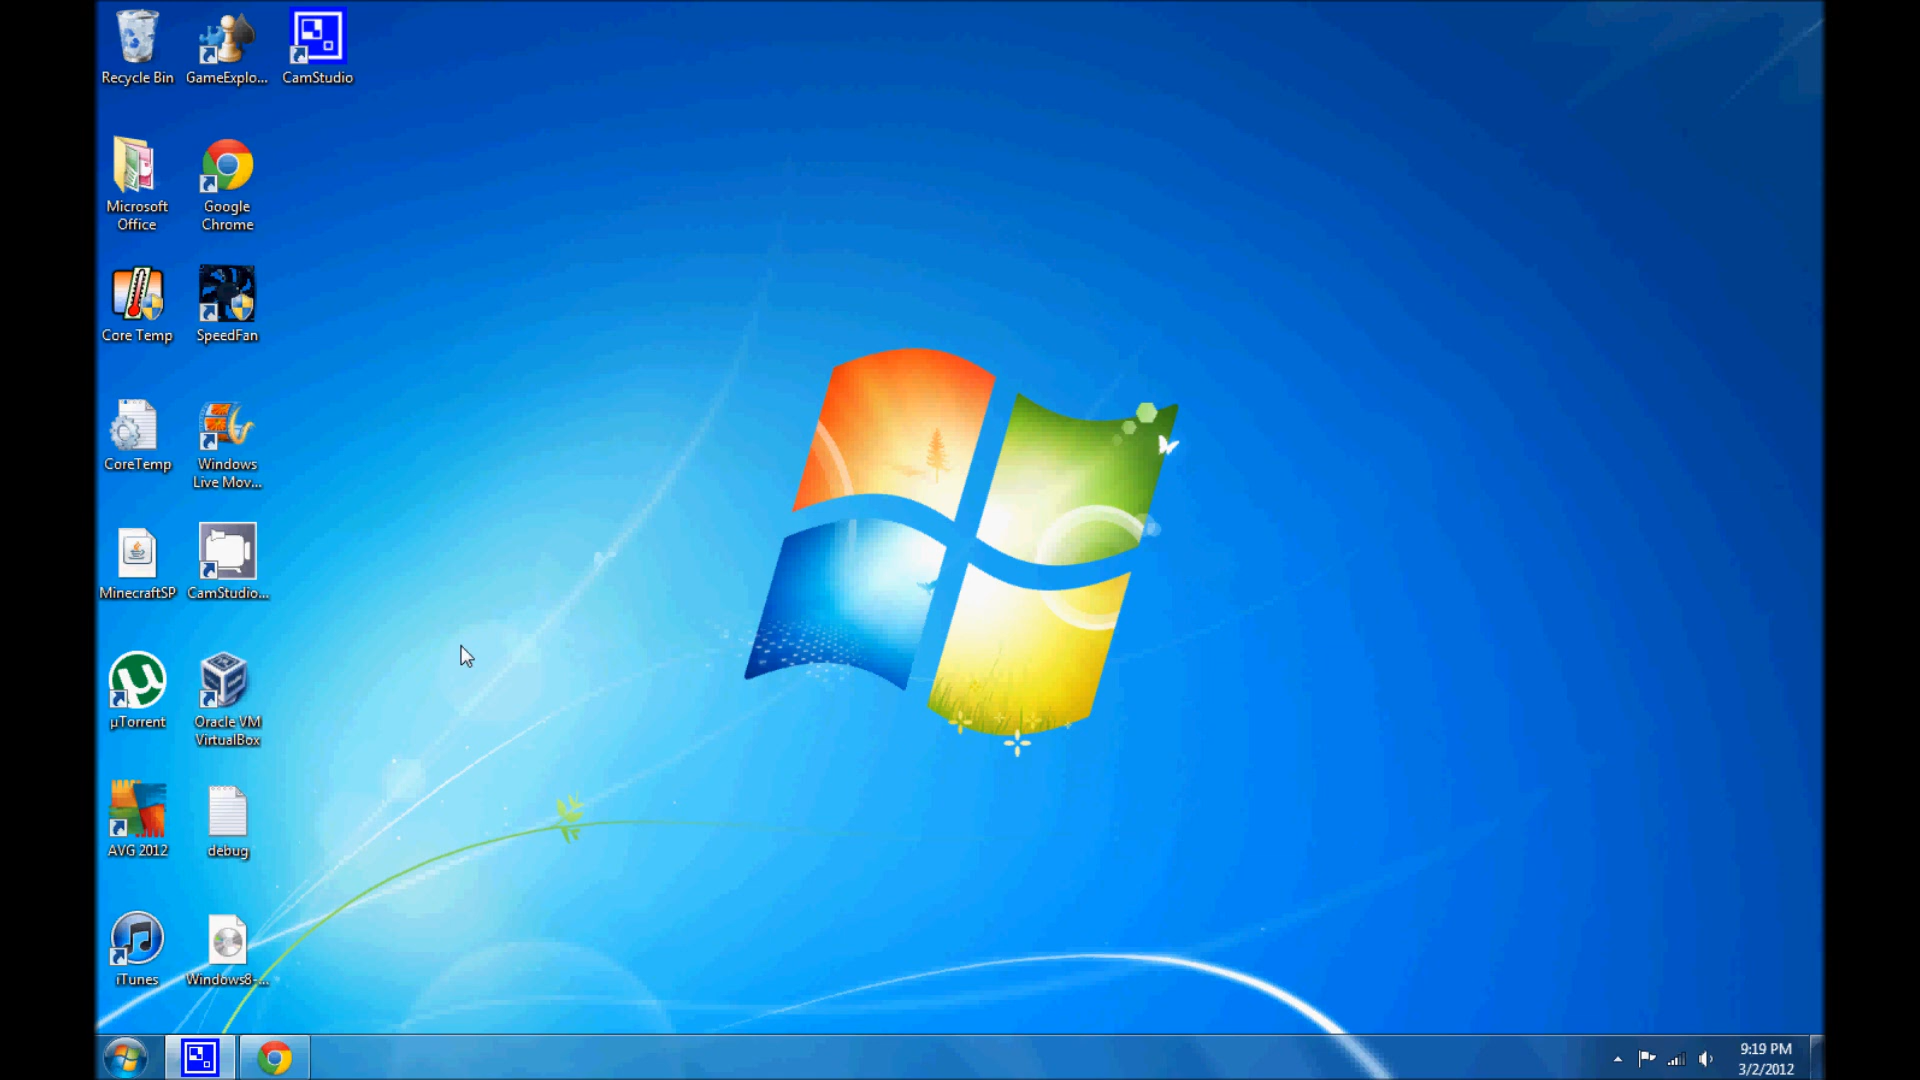 Recycle Bin
GameExplo...
CamStudio
Microsoft
Office
Google
Chrome
Core Temp
SpeedFan
CoreTemp
Windows
Live Mov...
MinecraftSP
CamStudio...
µTorrent
Oracle VM
VirtualBox
AVG 2012
debug
iTunes
Windows8-...
9:19 PM
3/2/2012